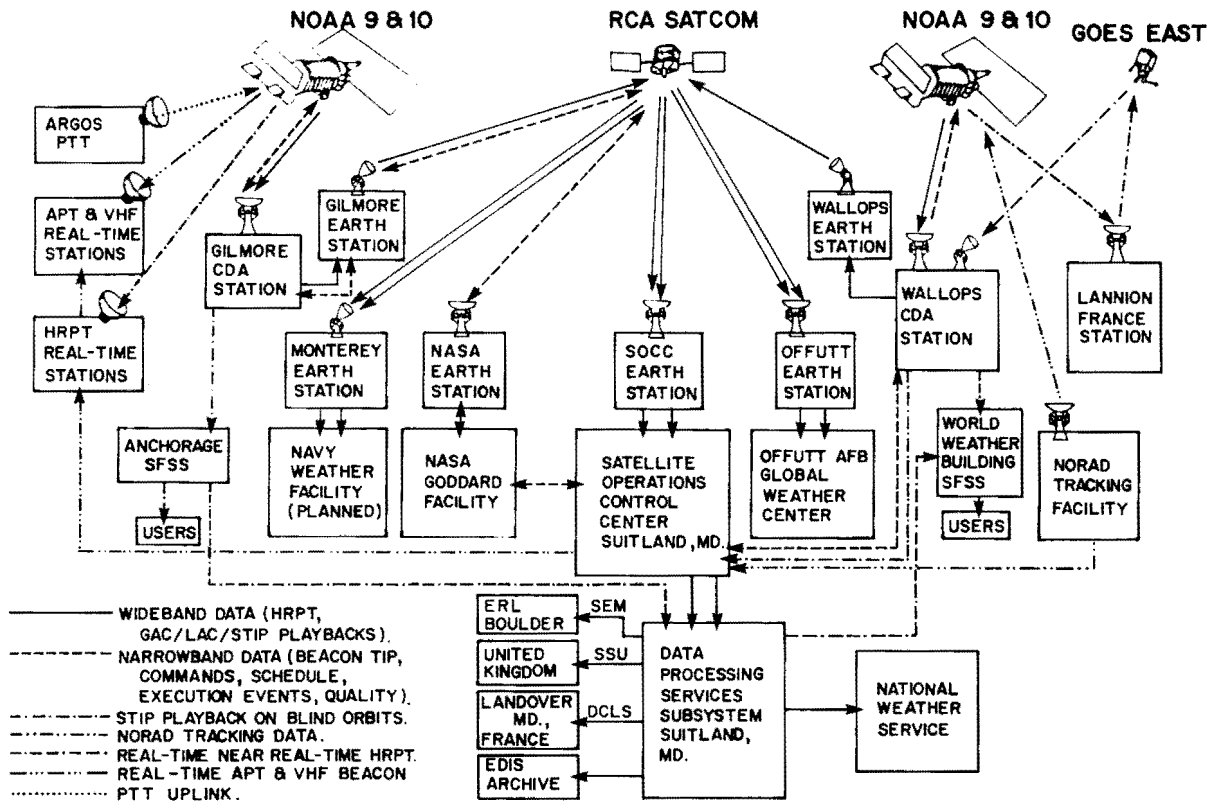 NOAA 9 & 10
RCA SATCOM
NOAA 9 & 10
GOES EAST
ARGOS
PTT
APT & VHF
REAL-TIME
STATIONS
HRPT
REAL-TIME
STATIONS
GILMORE
CDA
STATION
GILMORE
EARTH
STATION
WALLOPS
EARTH
STATION
WALLOPS
CDA
STATION
LANNION
FRANCE
STATION
MONTEREY
EARTH
STATION
NASA
EARTH
STATION
SOCC
EARTH
STATION
OFFUTT
EARTH
STATION
ANCHORAGE
SFSS
USERS
NAVY
WEATHER
FACILITY
(PLANNED)
NASA
GODDARD
FACILITY
SATELLITE
OPERATIONS
CONTROL
CENTER
SUITLAND, MD.
OFFUTT AFB
GLOBAL
WEATHER
CENTER
WORLD
WEATHER
BUILDING
SFSS
USERS
NORAD
TRACKING
FACILITY
WIDEBAND DATA (HRPT,
GAC/LAC/STIP PLAYBACKS).
NARROWBAND DATA (BEACON TIP,
COMMANDS, SCHEDULE,
EXECUTION EVENTS, QUALITY).
STIP PLAYBACK ON BLIND ORBITS.
NORAD TRACKING DATA.
REAL-TIME NEAR REAL-TIME HRPT.
REAL-TIME APT & VHF BEACON
PTT UPLINK.
ERL
BOULDER
SEM
UNITED
KINGDOM
SSU
LANDOVER
MD.,
FRANCE
DCLS
EDIS
ARCHIVE
DATA
PROCESSING
SERVICES
SUBSYSTEM
SUITLAND,
MD.
NATIONAL
WEATHER
SERVICE